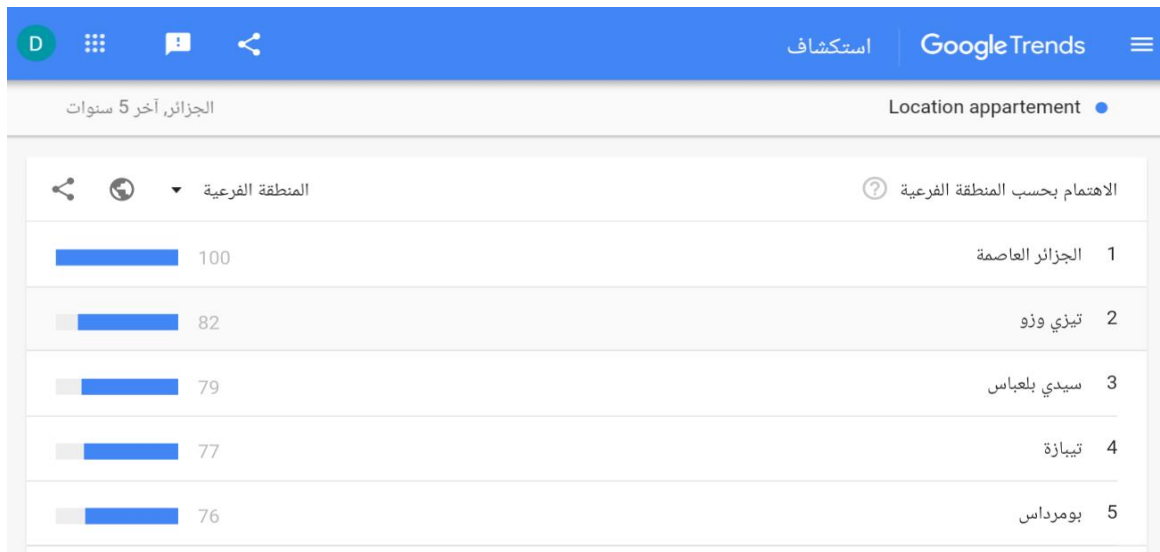 Google Trends استكشاف D
Location appartement الجزائر, آخر 5 سنوات
الاهتمام بحسب المنطقة الفرعية المنطقة الفرعية
1 الجزائر العاصمة 100
2 تيزي وزو 82
3 سيدي بلعباس 79
4 تيبازة 77
5 بومرداس 76